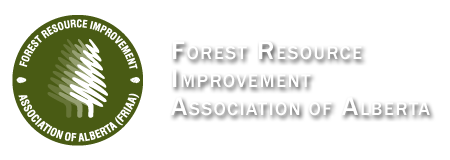 FOREST RESOURCE IMPROVEMENT
ASSOCIATION OF ALBERTA (FRIAA)
FOREST RESOURCE
IMPROVEMENT
ASSOCIATION OF ALBERTA